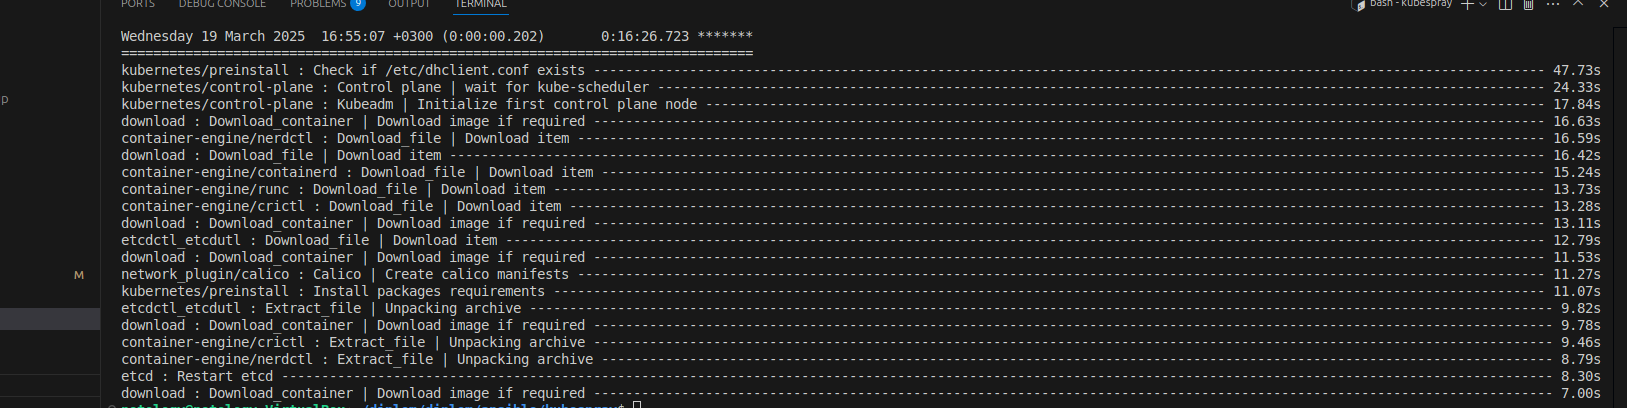 PORTS DEBUG CONSOLE PROBLEMS 9 OUTPUT TERMINAL bash - kubespray
Wednesday 19 March 2025  16:55:07 +0300 (0:00:00.202)       0:16:26.723 *******
===============================================================================
kubernetes/preinstall : Check if /etc/dhclient.conf exists ---- 47.73s
kubernetes/control-plane : Control plane | wait for kube-scheduler ---- 24.33s
kubernetes/control-plane : Kubeadm | Initialize first control plane node ---- 17.84s
download : Download_container | Download image if required ---- 16.63s
container-engine/nerdctl : Download_file | Download item ---- 16.59s
download : Download_file | Download item ---- 16.42s
container-engine/containerd : Download_file | Download item ---- 15.24s
container-engine/runc : Download_file | Download item ---- 13.73s
container-engine/crictl : Download_file | Download item ---- 13.28s
download : Download_container | Download image if required ---- 13.11s
etcdctl_etcdutl : Download_file | Download item ---- 12.79s
p
download : Download_container | Download image if required ---- 11.53s
network_plugin/calico : Calico | Create calico manifests ---- 11.27s
M
kubernetes/preinstall : Install packages requirements ---- 11.07s
etcdctl_etcdutl : Extract_file | Unpacking archive ---- 9.82s
download : Download_container | Download image if required ---- 9.78s
container-engine/crictl : Extract_file | Unpacking archive ---- 9.46s
container-engine/nerdctl : Extract_file | Unpacking archive ---- 8.79s
etcd : Restart etcd ---- 8.30s
download : Download_container | Download image if required ---- 7.00s